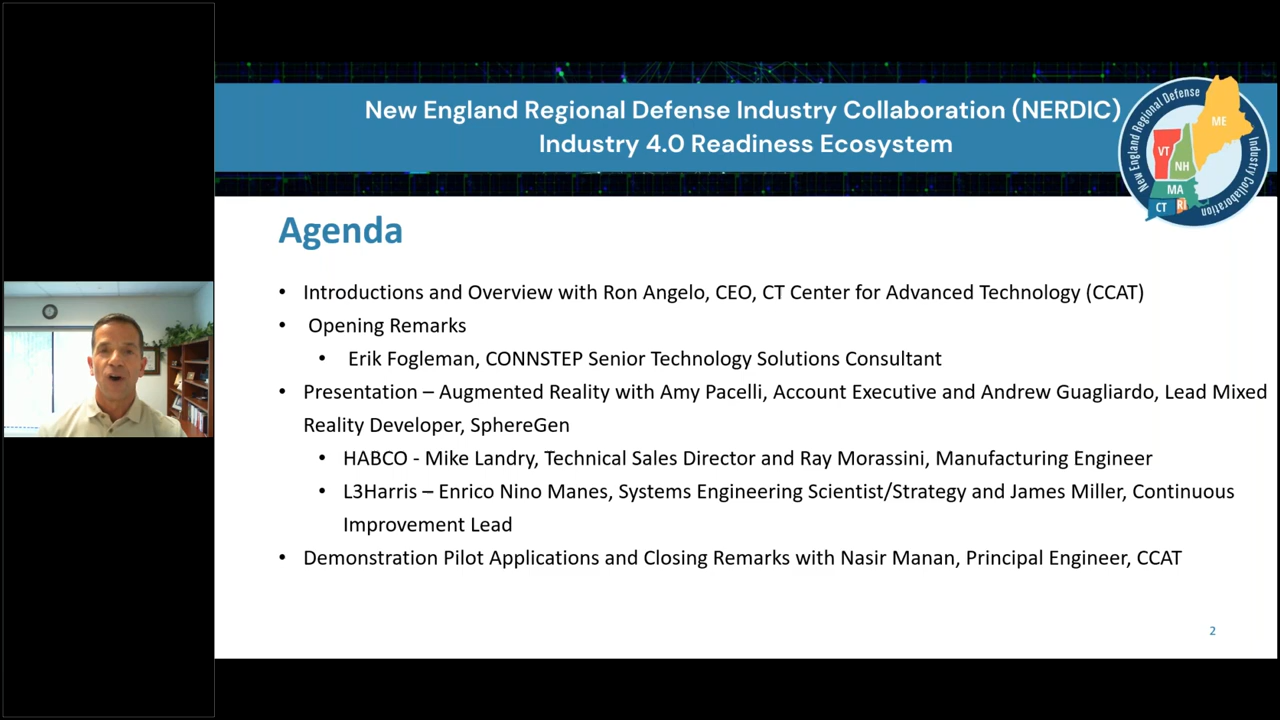 New England Regional Defense Industry Collaboration (NERDIC)
Industry 4.0 Readiness Ecosystem
New England Regional Defense
Industry Collaboration
ME
VT
NH
MA
CT
RI
Agenda
• Introductions and Overview with Ron Angelo, CEO, CT Center for Advanced Technology (CCAT)
• Opening Remarks
• Erik Fogleman, CONNSTEP Senior Technology Solutions Consultant
• Presentation – Augmented Reality with Amy Pacelli, Account Executive and Andrew Guagliardo, Lead Mixed
Reality Developer, SphereGen
• HABCO - Mike Landry, Technical Sales Director and Ray Morassini, Manufacturing Engineer
• L3Harris – Enrico Nino Manes, Systems Engineering Scientist/Strategy and James Miller, Continuous
Improvement Lead
• Demonstration Pilot Applications and Closing Remarks with Nasir Manan, Principal Engineer, CCAT
2